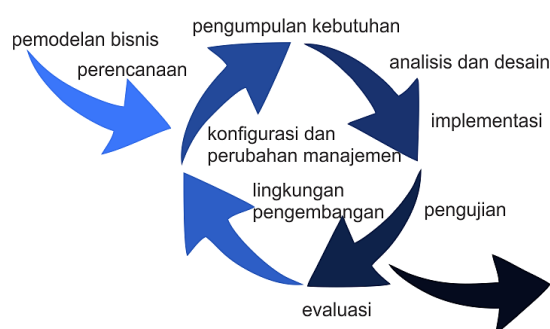 pengumpulan kebutuhan
pemodelan bisnis
perencanaan
analisis dan desain
implementasi
konfigurasi dan
perubahan manajemen
lingkungan
pengembangan
pengujian
evaluasi